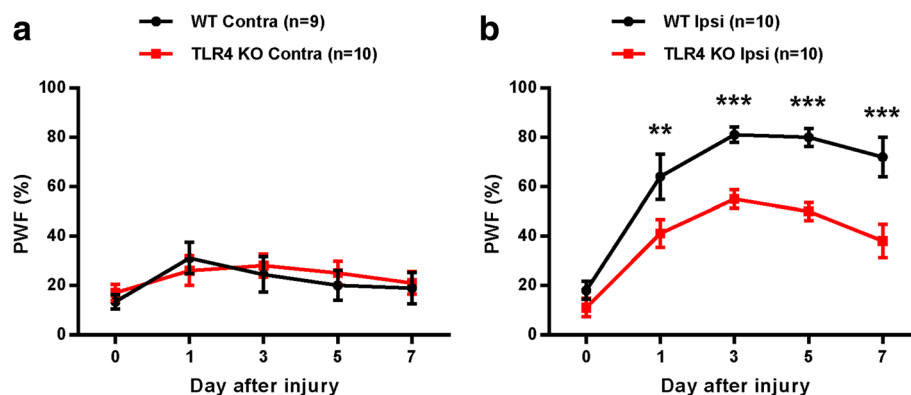 a
WT Contra (n=9)
TLR4 KO Contra (n=10)
100
80
60
40
20
0
PWF (%)
0 1 3 5 7
Day after injury
b
WT Ipsi (n=10)
TLR4 KO Ipsi (n=10)
100
80
60
40
20
0
PWF (%)
** *** *** ***
0 1 3 5 7
Day after injury